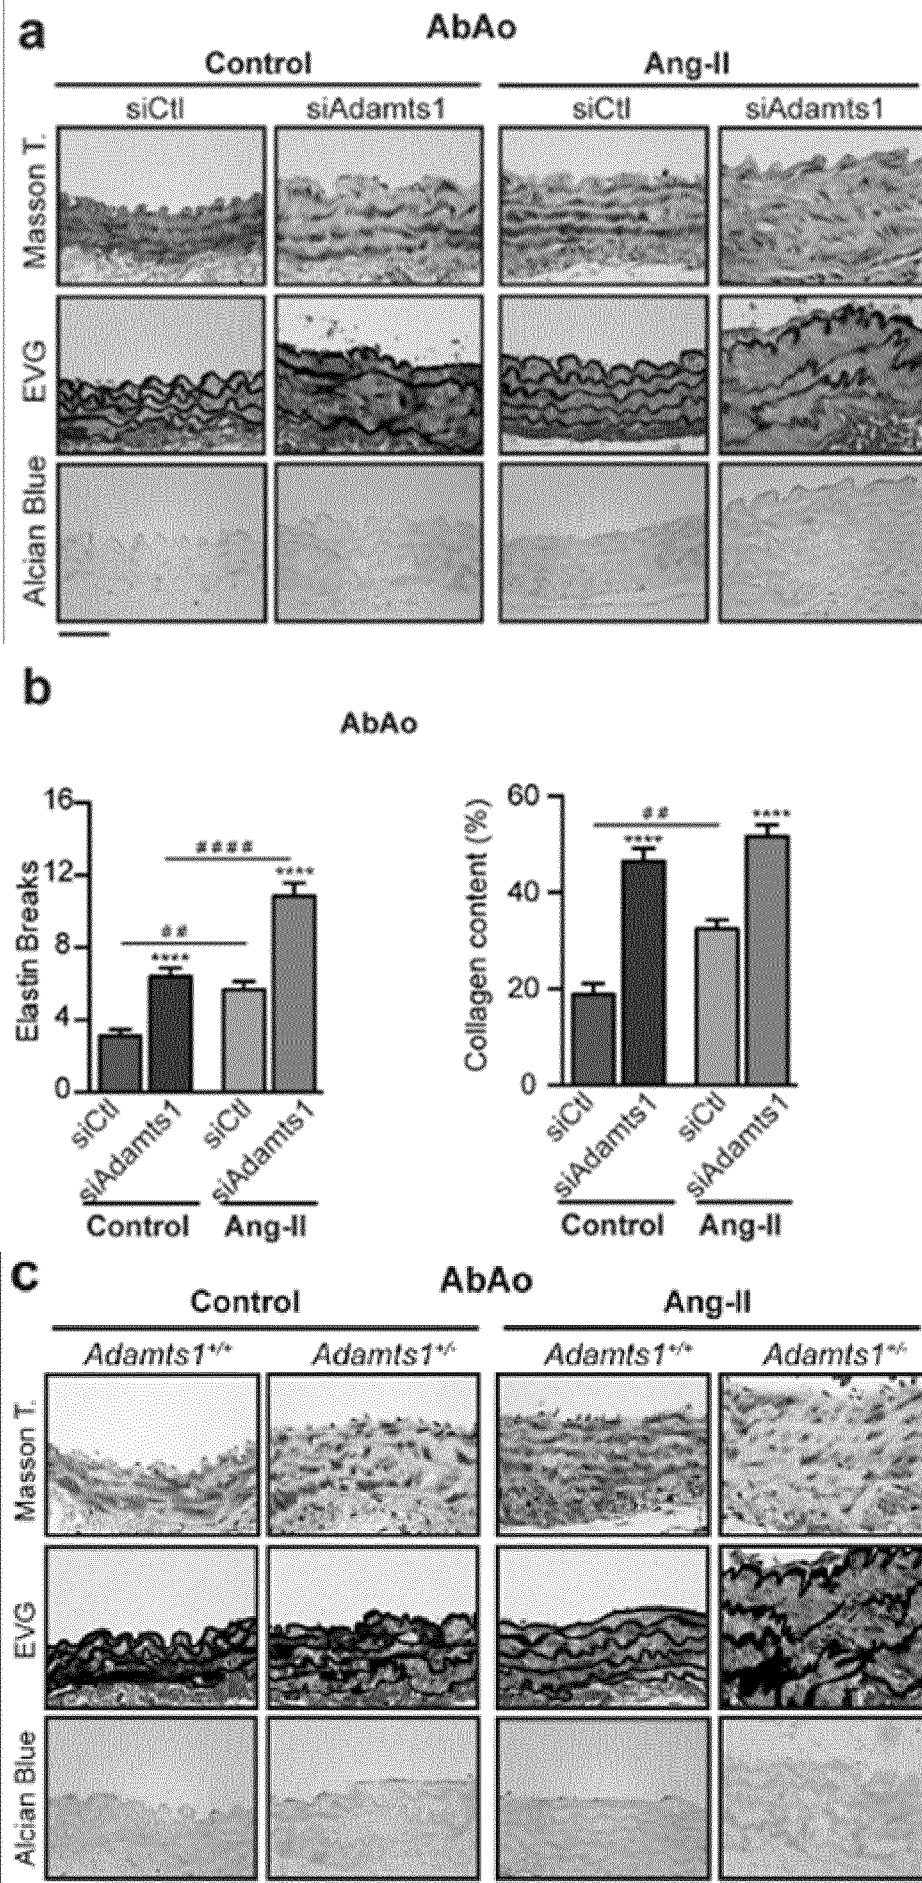 a
AbAo
Control Ang-II
siCtl siAdamts1 siCtl siAdamts1
Masson T.
EVG
Alcian Blue
b
AbAo
Elastin Breaks
16
12
8
4
0
####
##
****
****
siCtl siAdamts1 siCtl siAdamts1
Control Ang-II
Collagen content (%)
60
40
20
0
##
****
****
siCtl siAdamts1 siCtl siAdamts1
Control Ang-II
c
AbAo
Control Ang-II
Adamts1+/+ Adamts1+/- Adamts1+/+ Adamts1+/-
Masson T.
EVG
Alcian Blue